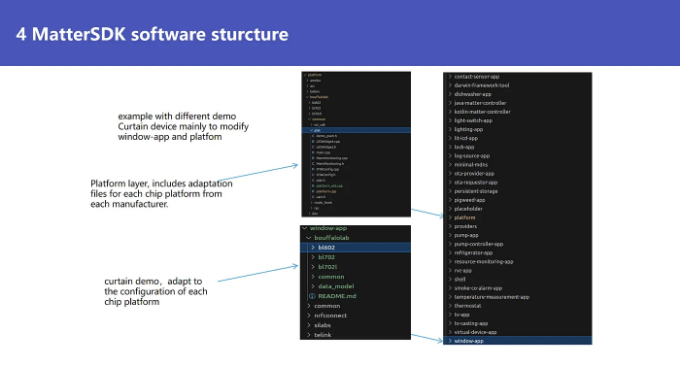 4 MatterSDK software sturcture
example with different demo
Curtain device mainly to modify
window-app and platfom
Platform layer, includes adaptation
files for each chip platform from
each manufacturer.
curtain demo，adapt to
the configuration of each
chip platform
platform
bouffalolab
bl602
bl702
common
window-app
bouffalolab
bl602
bl702
bl702l
common
data_model
README.md
common
nrfconnect
silabs
telink
contact-sensor-app
darwin-framework-tool
dishwasher-app
java-matter-controller
kotlin-matter-controller
light-switch-app
lighting-app
lit-icd-app
lock-app
log-source-app
minimal-mdns
ota-provider-app
ota-requestor-app
persistent-storage
pigweed-app
placeholder
platform
providers
pump-app
pump-controller-app
refrigerator-app
resource-monitoring-app
rvc-app
shell
smoke-co-alarm-app
temperature-measurement-app
thermostat
tv-app
tv-casting-app
virtual-device-app
window-app